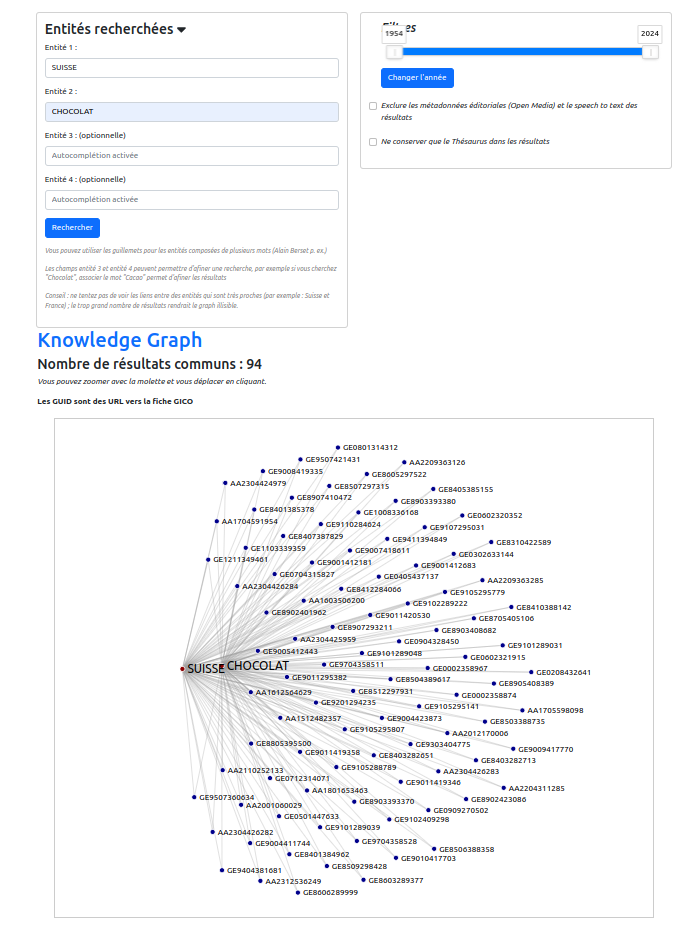 Entités recherchées
Entité 1 :
SUISSE
Entité 2 :
CHOCOLAT
Entité 3 : (optionnelle)
Autocomplétion activée
Entité 4 : (optionnelle)
Autocomplétion activée
Rechercher
Vous pouvez utiliser les guillemets pour les entités composées de plusieurs mots (Alain Berset p. ex.)
Les champs entité 3 et entité 4 peuvent permettre d'afiner une recherche, par exemple si vous cherchez
"Chocolat", associer le mot "Cacao" permet d'afiner les résultats
Conseil : ne tentez pas de voir les liens entre des entités qui sont très proches (par exemple : Suisse et
France) ; le trop grand nombre de résultats rendrait le graph illisible.
1954
2024
Changer l'année
Exclure les métadonnées éditoriales (Open Media) et le speech to text des
résultats
Ne conserver que le Thésaurus dans les résultats
Knowledge Graph
Nombre de résultats communs : 94
Vous pouvez zoomer avec la molette et vous déplacer en cliquant.
Les GUID sont des URL vers la fiche GICO
GE0801314312
GE9507421431
AA2209363126
GE9008419335
GE8605297522
AA2304424979
GE8507297315
GE8405385155
GE8907410472
GE8903393380
GE8401385378
GE1008336168
GE0602320352
AA1704591954
GE9110284624
GE9107295031
GE8407387829
GE9411394849
GE8310422589
GE1103339359
GE9007418611
GE0302633144
GE1211349461
GE9001412181
GE9001412683
GE0704315827
GE0405437137
AA2209363285
AA2304426284
GE8412284066
GE9105295779
AA1603506200
GE9102289222
GE8410388142
GE8902401962
GE9011420530
GE8705405106
GE8907293211
GE8903408682
AA2304425959
GE0904328450
GE9101289031
GE9005412443
GE9101289048
GE0602321915
SUISSE
CHOCOLAT
GE9704358511
GE0002358967
GE0208432641
GE9011295382
GE8504389617
GE8905408389
AA1612564629
GE8512297931
GE0002358874
GE9201294235
GE9105295141
AA1705598098
AA1512482357
GE9004423873
GE8503388735
GE9105295807
AA2012170006
GE8805395500
GE9303404775
GE9009417770
GE9011419358
GE8403282651
GE8403282713
AA2110252133
GE9105288789
AA2304426283
GE0712314071
GE9011419346
AA2204311285
AA1801653463
GE9507360634
GE8903393370
GE8902423086
AA2001060029
GE0909270502
GE0501447633
GE9102409298
AA2304426282
GE9101289039
GE9004411744
GE9704358528
GE8506388358
GE8401384962
GE9010417703
GE9404381681
GE8509298428
AA2312536249
GE8603289377
GE8606289999